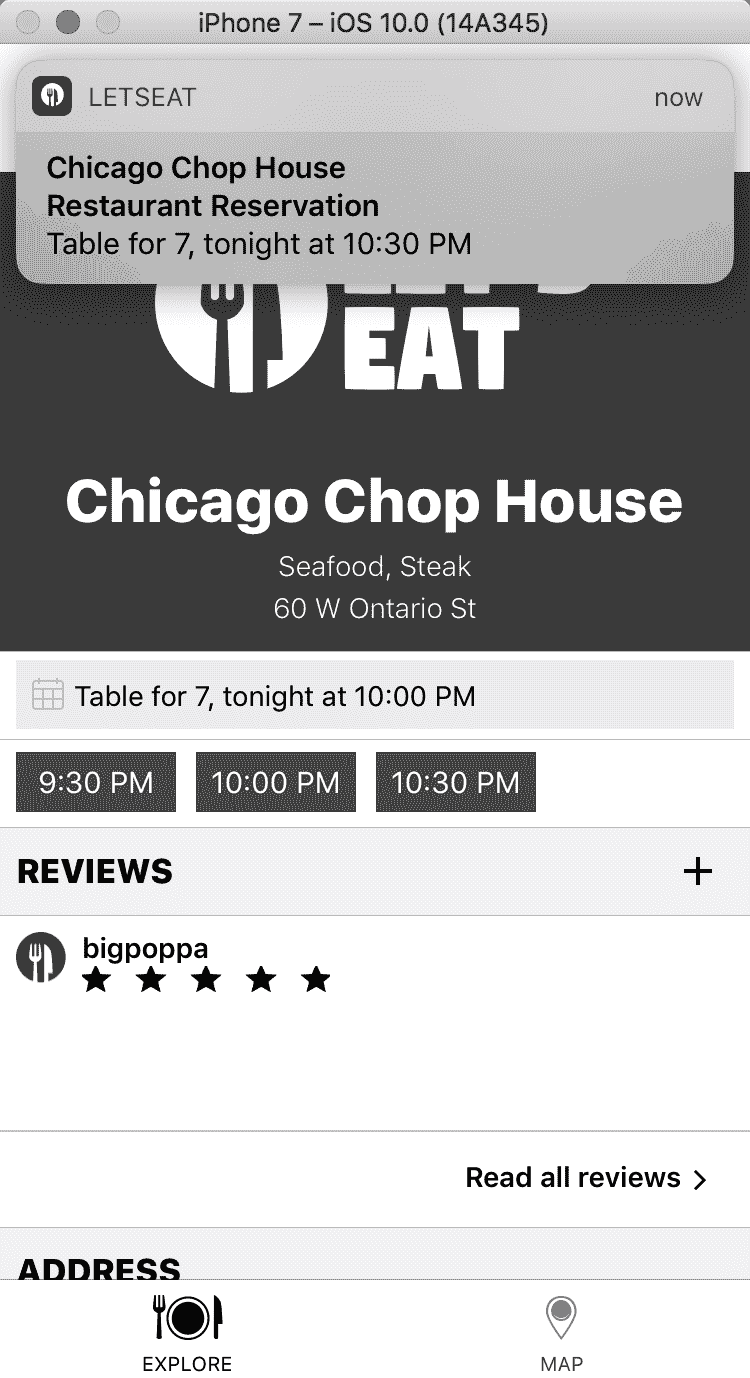 iPhone 7 – iOS 10.0 (14A345)
LETSEAT now
Chicago Chop House
Restaurant Reservation
Table for 7, tonight at 10:30 PM
EAT
Chicago Chop House
Seafood, Steak
60 W Ontario St
Table for 7, tonight at 10:00 PM
9:30 PM 10:00 PM 10:30 PM
REVIEWS +
bigpoppa
Read all reviews >
ADDRESS
EXPLORE MAP